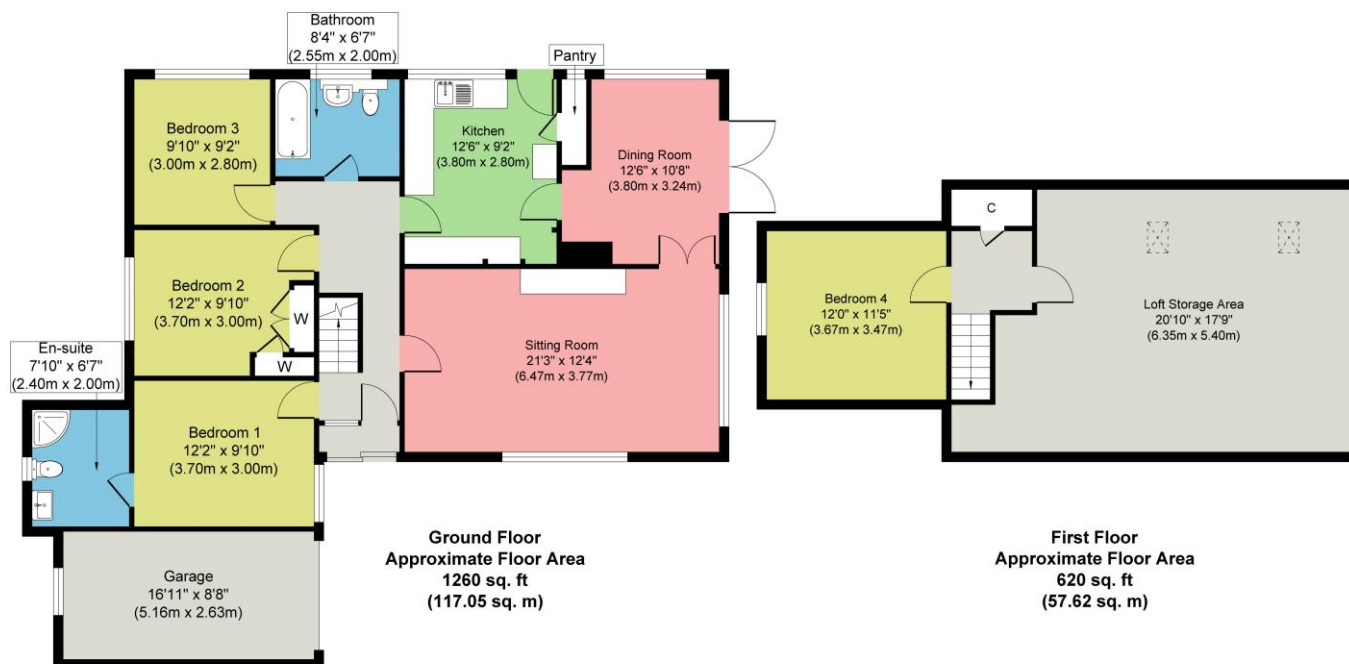 Bathroom
8'4" x 6'7"
(2.55m x 2.00m)
Pantry
Bedroom 3
9'10" x 9'2"
(3.00m x 2.80m)
Kitchen
12'6" x 9'2"
(3.80m x 2.80m)
Dining Room
12'6" x 10'8"
(3.80m x 3.24m)
Bedroom 2
12'2" x 9'10"
(3.70m x 3.00m)
W
W
En-suite
7'10" x 6'7"
(2.40m x 2.00m)
Sitting Room
21'3" x 12'4"
(6.47m x 3.77m)
Bedroom 1
12'2" x 9'10"
(3.70m x 3.00m)
Garage
16'11" x 8'8"
(5.16m x 2.63m)
Ground Floor
Approximate Floor Area
1260 sq. ft
(117.05 sq. m)
C
Bedroom 4
12'0" x 11'5"
(3.67m x 3.47m)
Loft Storage Area
20'10" x 17'9"
(6.35m x 5.40m)
First Floor
Approximate Floor Area
620 sq. ft
(57.62 sq. m)